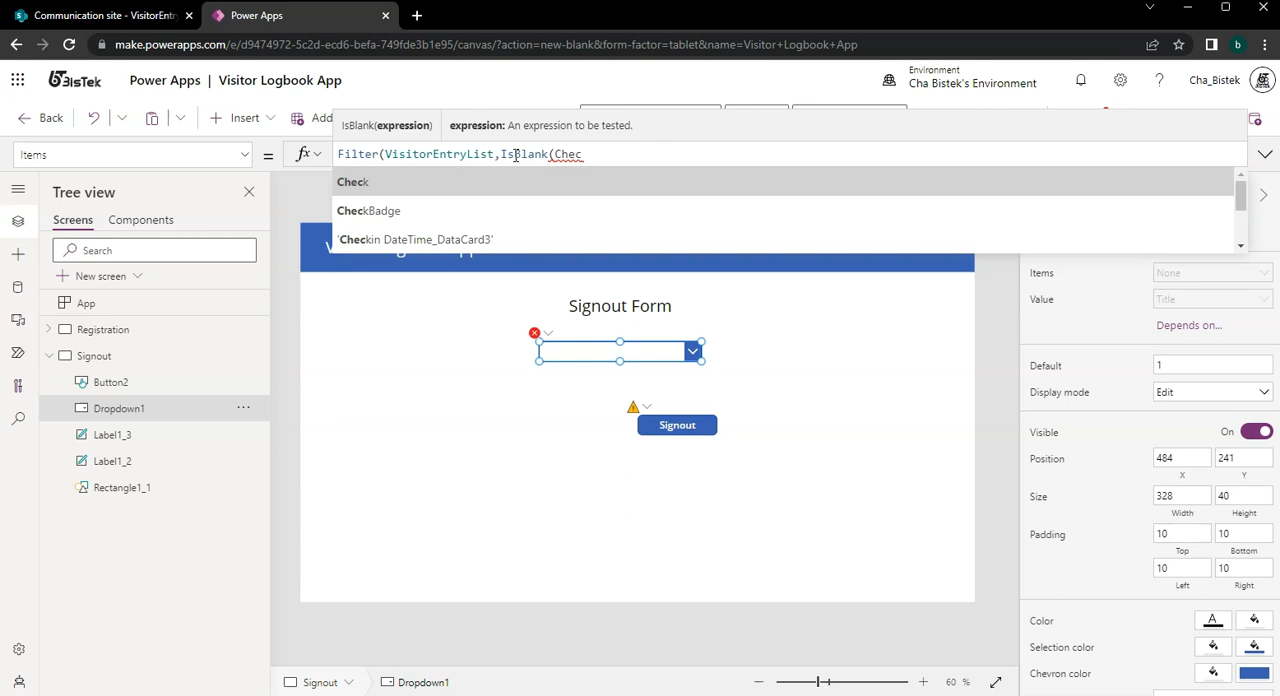 Communication site - VisitorEntry
Power Apps
make.powerapps.com/e/d9474972-5c2d-ecd6-befa-749fde3b1e95/canvas/?action=new-blank&form-factor=tablet&name=Visitor+Logbook+App
b
BisTek
Power Apps | Visitor Logbook App
Environment
Cha Bistek's Environment
Cha_Bistek
Back
Insert
Add
IsBlank(expression)
expression: An expression to be tested.
Items
=
fx
Filter(VisitorEntryList,IsBlank(Chec
Check
CheckBadge
'Checkin DateTime_DataCard3'
Tree view
Screens
Components
Search
New screen
App
Registration
Signout
Button2
Dropdown1
Label1_3
Label1_2
Rectangle1_1
Signout Form
Signout
Items
None
Value
Title
Depends on...
Default
1
Display mode
Edit
Visible
On
Position
484
241
X
Y
Size
328
40
Width
Height
Padding
10
10
Top
Bottom
10
10
Left
Right
Color
Selection color
Chevron color
Signout
Dropdown1
60 %